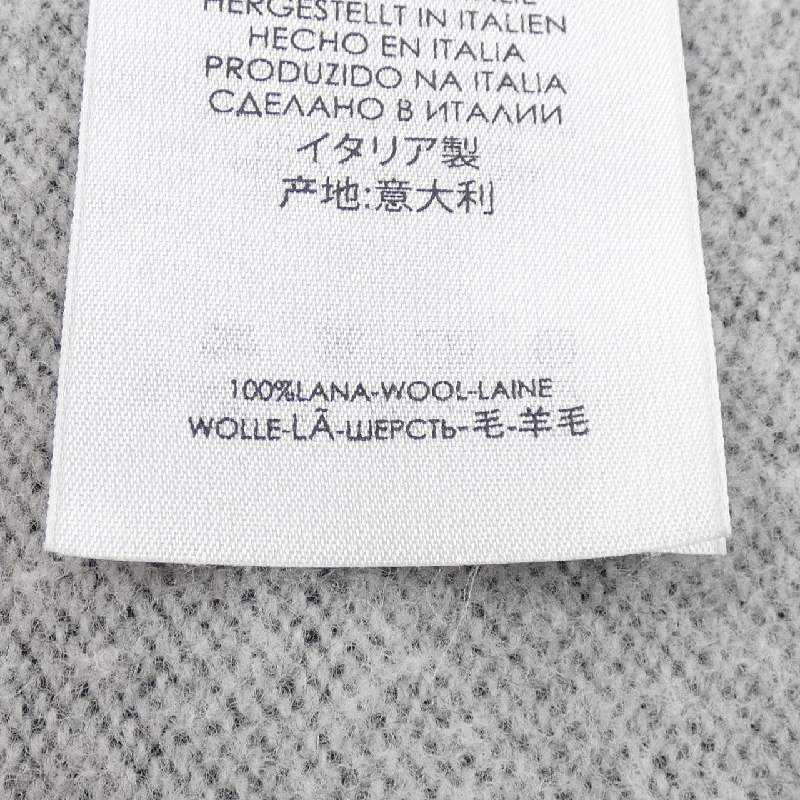 HERGESTELLT IN ITALIEN
HECHO EN ITALIA
PRODUZIDO NA ITALIA
СДЕЛАНО В ИТАЛИИ
イタリア製
产地:意大利
100%LANA-WOOL-LAINE
WOLLE-LÃ-ШЕРСТЬ-毛-羊毛